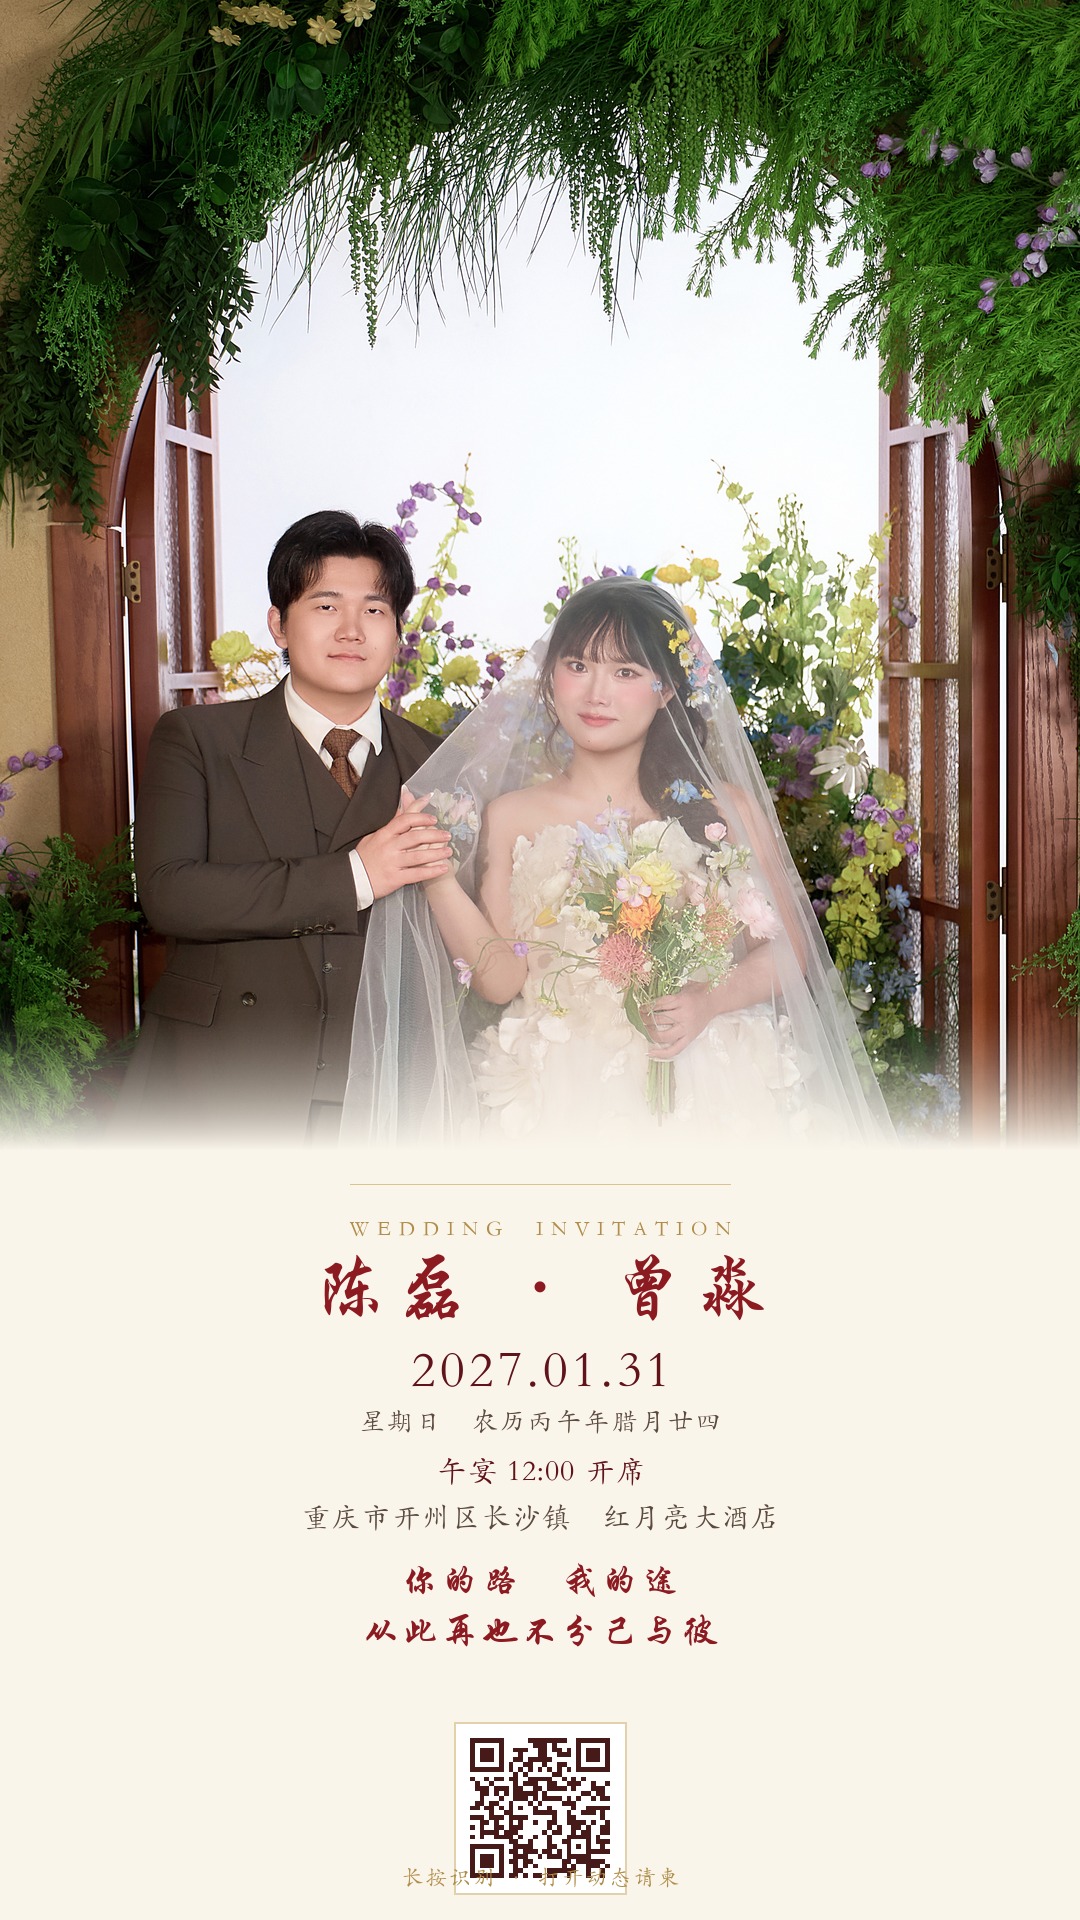 WEDDING INVITATION
陈磊 · 曾淼
2027.01.31
星期日 农历丙午年腊月廿四
午宴 12:00 开席
重庆市开州区长沙镇 红月亮大酒店
你的路 我的途
从此再也不分己与彼
长按识别 · 打开动态请柬